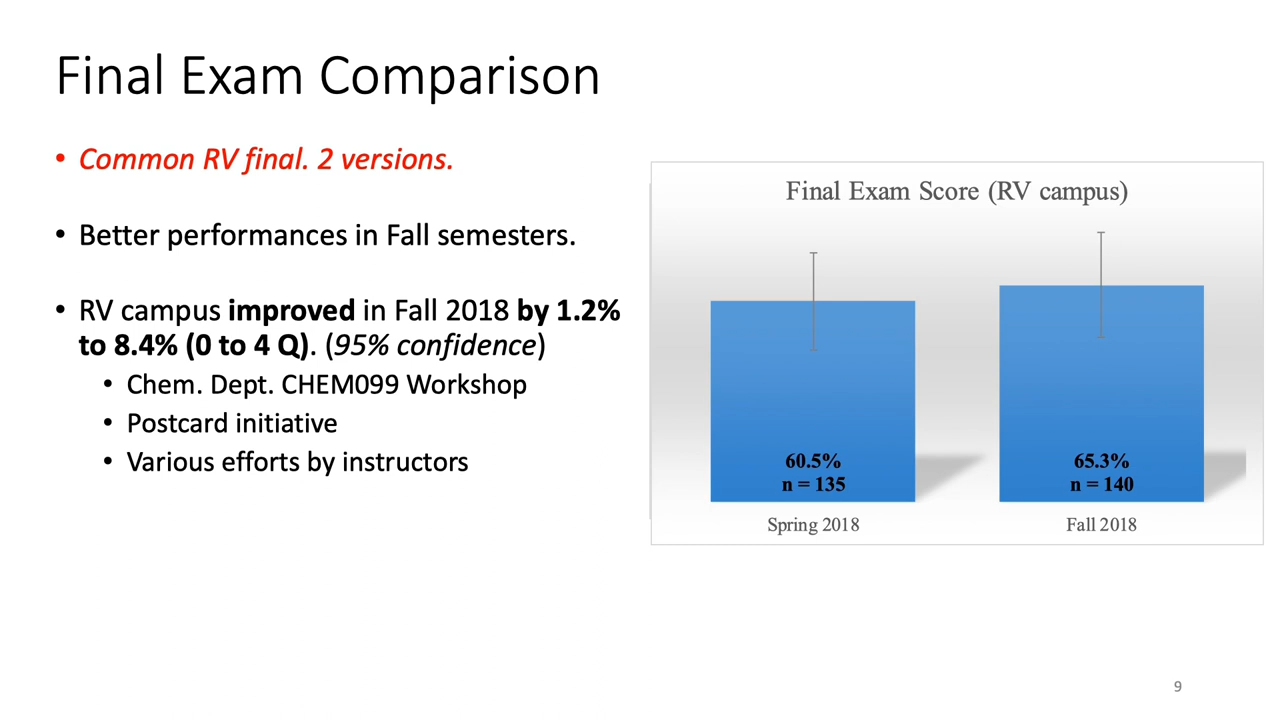 Final Exam Comparison
• Common RV final. 2 versions.
• Better performances in Fall semesters.
• RV campus improved in Fall 2018 by 1.2%
to 8.4% (0 to 4 Q). (95% confidence)
• Chem. Dept. CHEM099 Workshop
• Postcard initiative
• Various efforts by instructors
Final Exam Score (RV campus)
60.5%
n = 135
65.3%
n = 140
Spring 2018
Fall 2018
9